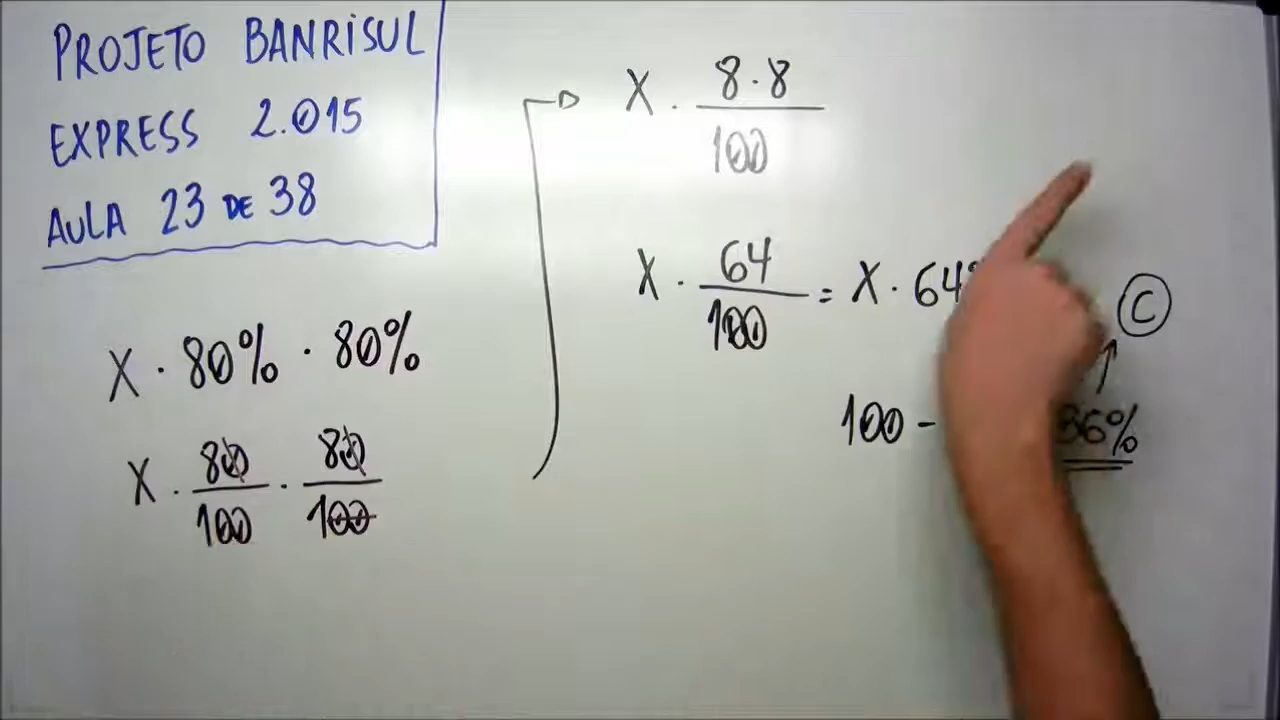 PROJETO BANRISUL
EXPRESS 2.015
AULA 23 DE 38
X · 80% · 80%
X · 80/100 · 80/100
X · 8·8/100
X · 64/100 = X · 64
100 -
36%
C